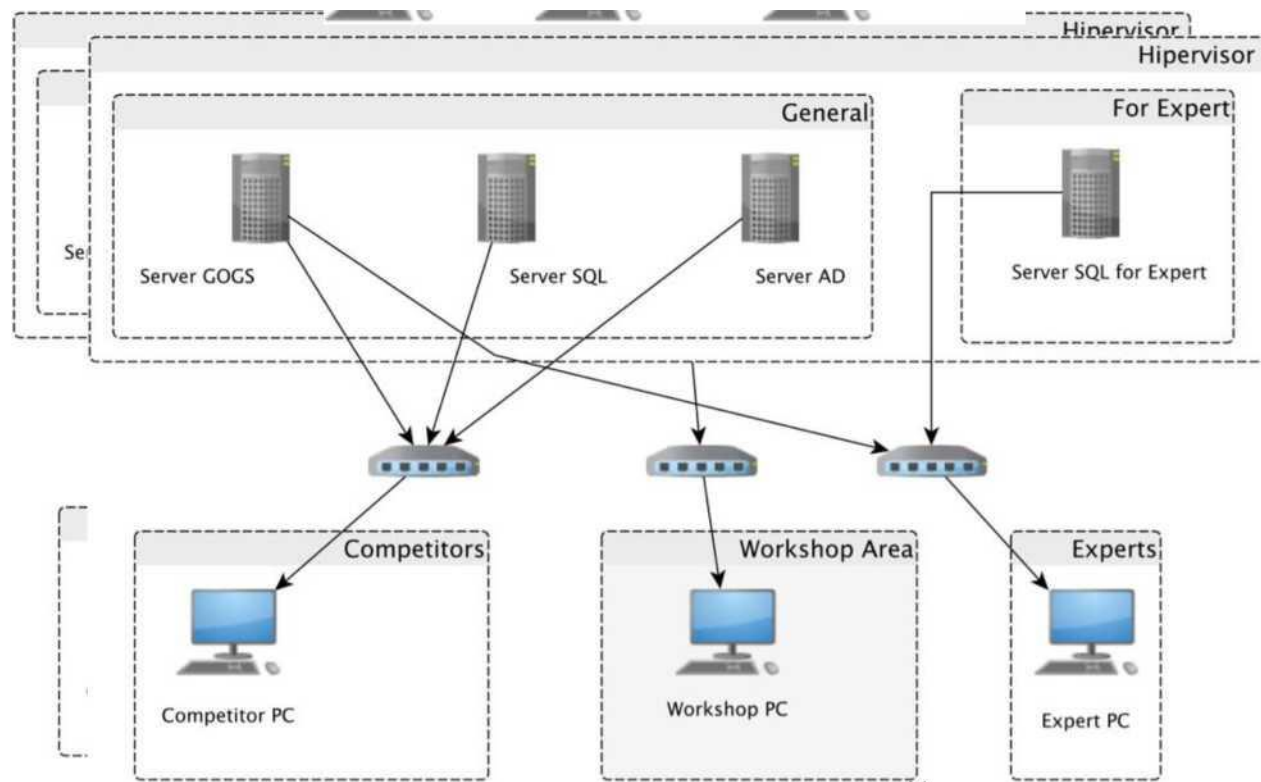 Hipervisor
Hipervisor
General
For Expert
Server GOGS
Server SQL
Server AD
Server SQL for Expert
Competitors
Workshop Area
Experts
Competitor PC
Workshop PC
Expert PC